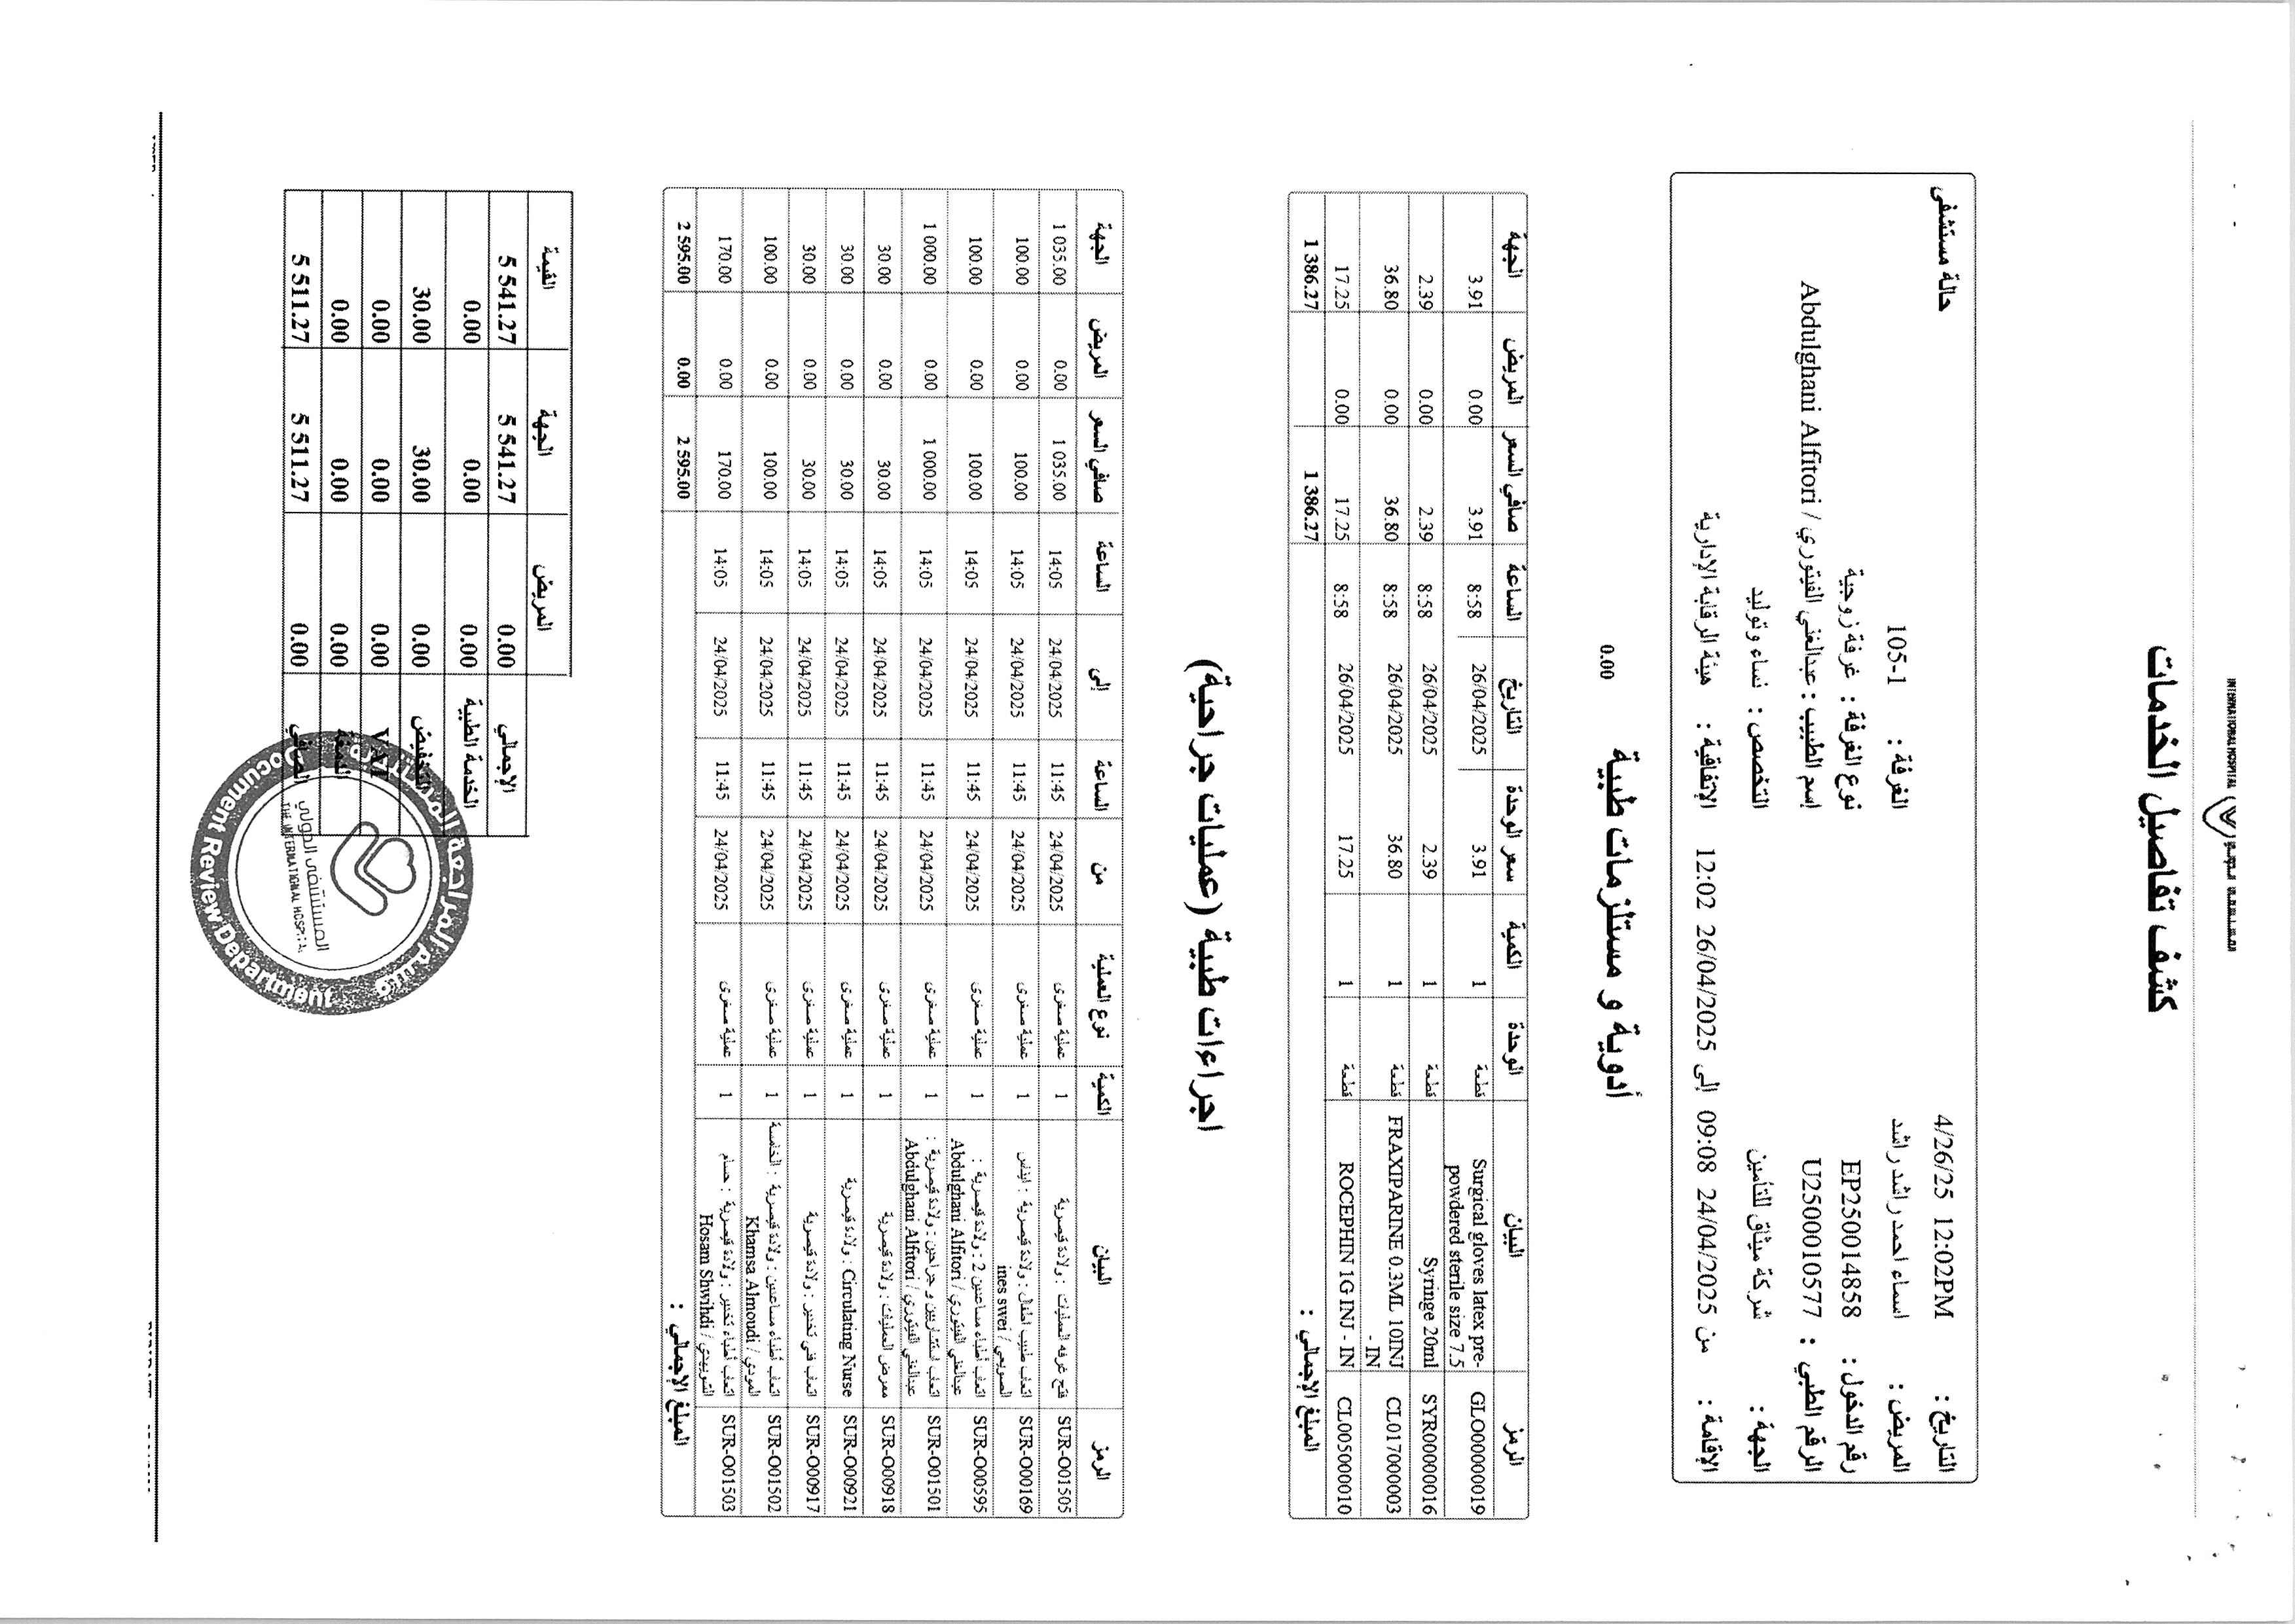 INTERNATIONAL HOSPITAL المستشفى الدولي
كشف تفاصيل الخدمات
التاريخ : 4/26/25 12:02PM حالة مستشفى
المريض : اسماء احمد راشد راشد الغرفة : 105-1
رقم الدخول : EP250014858 نوع الغرفة : غرفة زوجية
الرقم الطبي : U2500010577 إسم الطبيب : عبدالغني الفيتوري / Abdulghani Alfitori
الجهة : شركة ميثاق للتأمين التخصص : نساء وتوليد
الإقامة : من 24/04/2025 09:08 إلى 26/04/2025 12:02 الإتفاقية : هيئة الرقابة الإدارية
أدوية و مستلزمات طبية 0.00
الرمز البيان الوحدة الكمية سعر الوحدة التاريخ الساعة صافي السعر المريض الجهة
GLO00000019 Surgical gloves latex pre- قطعة 1 3.91 26/04/2025 8:58 3.91 0.00 3.91
powdered sterile size 7.5
SYR00000016 Syringe 20ml قطعة 1 2.39 26/04/2025 8:58 2.39 0.00 2.39
CL017000003 FRAXIPARINE 0.3ML 10INJ قطعة 1 36.80 26/04/2025 8:58 36.80 0.00 36.80
- IN
CL005000010 ROCEPHIN 1G INJ - IN قطعة 1 17.25 26/04/2025 8:58 17.25 0.00 17.25
المبلغ الإجمالي : 1 386.27 1 386.27
اجراءات طبية (عمليات جراحية)
الرمز البيان الكمية نوع العملية من الساعة إلى الساعة صافي السعر المريض الجهة
SUR-O01505 فتح غرفه العمليات : ولادة قيصرية 1 عملية صغرى 24/04/2025 11:45 24/04/2025 14:05 1 035.00 0.00 1 035.00
SUR-O00169 اتعاب طبيب اطفال : ولادة قيصرية : ايناس 1 عملية صغرى 24/04/2025 11:45 24/04/2025 14:05 100.00 0.00 100.00
الصويعي / ines swei
SUR-O00595 اتعاب أطباء مساعدين 2 : ولادة قيصرية : 1 عملية صغرى 24/04/2025 11:45 24/04/2025 14:05 100.00 0.00 100.00
عبدالغني الفيتوري / Abdulghani Alfitori
SUR-O01501 اتعاب استشاريين و جراحين : ولادة قيصرية : 1 عملية صغرى 24/04/2025 11:45 24/04/2025 14:05 1 000.00 0.00 1 000.00
عبدالغني الفيتوري / Abdulghani Alfitori
SUR-O00918 ممرض العمليات : ولادة قيصرية 1 عملية صغرى 24/04/2025 11:45 24/04/2025 14:05 30.00 0.00 30.00
SUR-O00921 Circulating Nurse : ولادة قيصرية 1 عملية صغرى 24/04/2025 11:45 24/04/2025 14:05 30.00 0.00 30.00
SUR-O00917 اتعاب فني تخدير : ولادة قيصرية 1 عملية صغرى 24/04/2025 11:45 24/04/2025 14:05 30.00 0.00 30.00
SUR-O01502 اتعاب أطباء مساعدين : ولادة قيصرية : الخامسة 1 عملية صغرى 24/04/2025 11:45 24/04/2025 14:05 100.00 0.00 100.00
المودي / Khamsa Almoudi
SUR-O01503 اتعاب أطباء تخدير : ولادة قيصرية : حسام 1 عملية صغرى 24/04/2025 11:45 24/04/2025 14:05 170.00 0.00 170.00
الشويهدي / Hosam Shwihdi
المبلغ الإجمالي : 2 595.00 0.00 2 595.00
المريض الجهة القيمة
الإجمالي 0.00 5 541.27 5 541.27
الخدمة الطبية 0.00 0.00 0.00
التخفيض 0.00 30.00 30.00
VAT 0.00 0.00 0.00
الدمغة 0.00 0.00 0.00
الصافي 0.00 5 511.27 5 511.27
قسم المراجعة المستندية
المستشفى الدولي
THE INTERNATIONAL HOSPITAL
Document Review Department